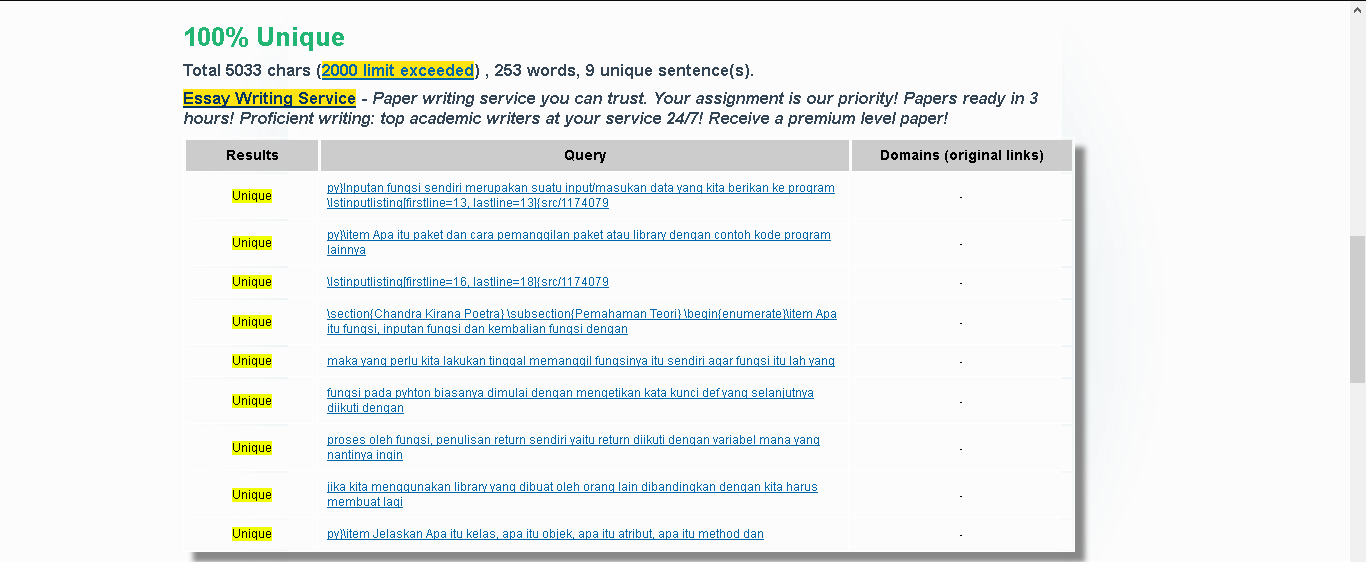 100% Unique
Total 5033 chars (2000 limit exceeded) , 253 words, 9 unique sentence(s).
Essay Writing Service - Paper writing service you can trust. Your assignment is our priority! Papers ready in 3
hours! Proficient writing: top academic writers at your service 24/7! Receive a premium level paper!
Results Query Domains (original links)
Unique py}Inputan fungsi sendiri merupakan suatu input/masukan data yang kita berikan ke program -
\lstinputlisting[firstline=13, lastline=13]{src/1174079
Unique py}\item Apa itu paket dan cara pemanggilan paket atau library dengan contoh kode program -
lainnya
Unique \lstinputlisting[firstline=16, lastline=18]{src/1174079 -
Unique \section{Chandra Kirana Poetra} \subsection{Pemahaman Teori} \begin{enumerate}\item Apa -
itu fungsi, inputan fungsi dan kembalian fungsi dengan
Unique maka yang perlu kita lakukan tinggal memanggil fungsinya itu sendiri agar fungsi itu lah yang -
Unique fungsi pada pyhton biasanya dimulai dengan mengetikan kata kunci def yang selanjutnya -
diikuti dengan
Unique proses oleh fungsi, penulisan return sendiri yaitu return diikuti dengan variabel mana yang -
nantinya ingin
Unique jika kita menggunakan library yang dibuat oleh orang lain dibandingkan dengan kita harus -
membuat lagi
Unique py}\item Jelaskan Apa itu kelas, apa itu objek, apa itu atribut, apa itu method dan -